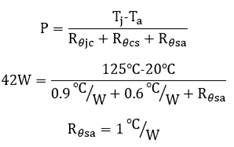 P = Tj-Ta / Rθjc + Rθcs + Rθsa
42W = 125°C-20°C / 0.9 °C/W + 0.6 °C/W + Rθsa
Rθsa = 1 °C/W